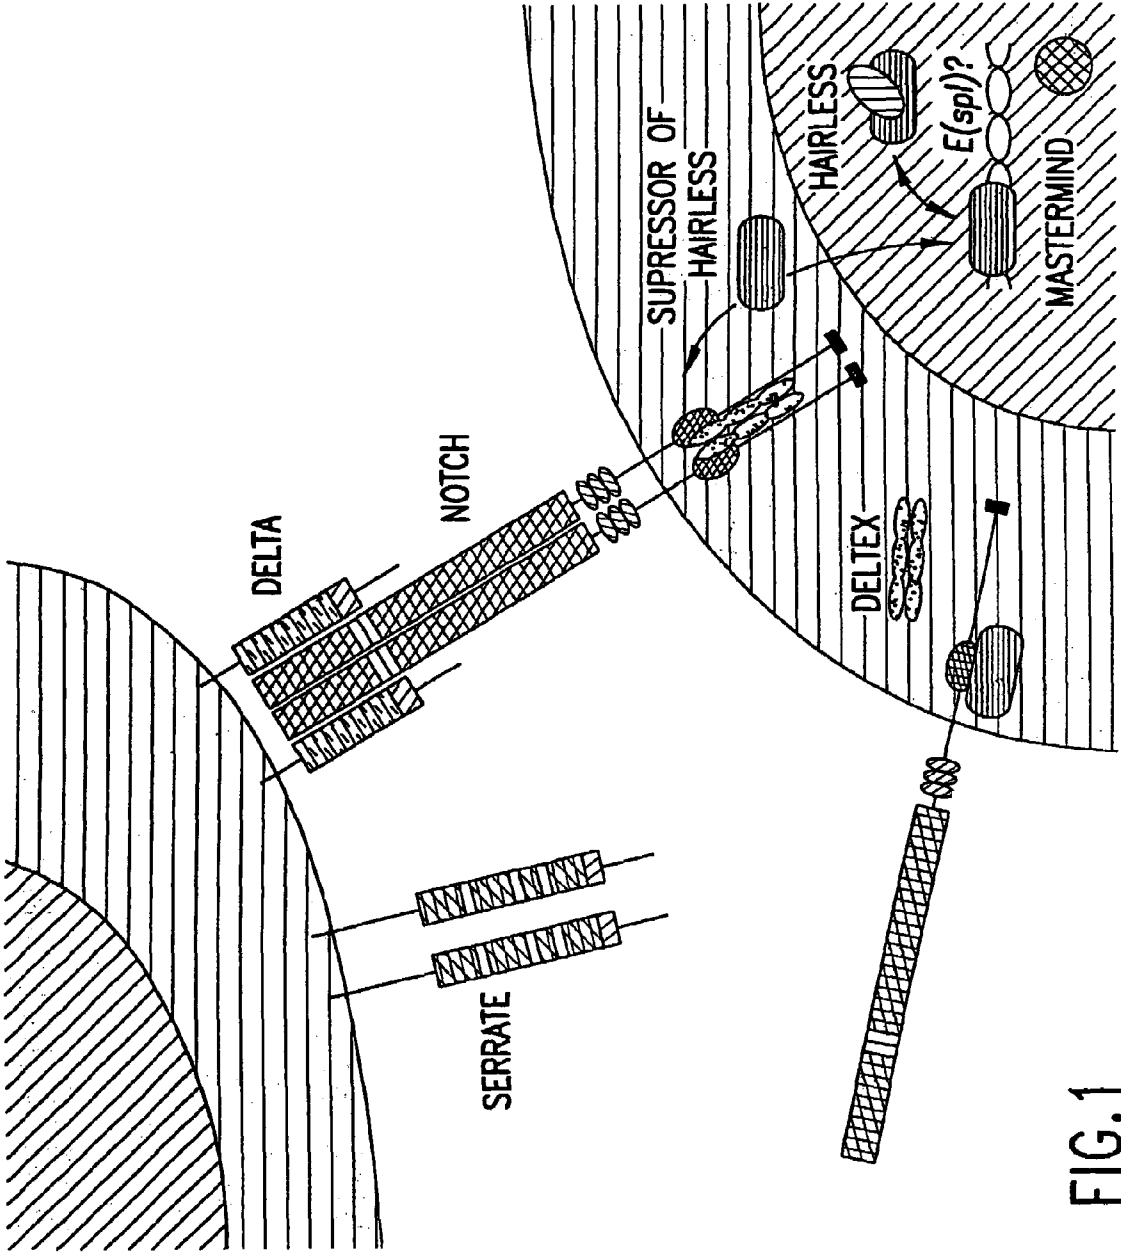 DELTA
NOTCH
SERRATE
SUPRESSOR OF
HAIRLESS
DELTEX
HAIRLESS
E(spl)?
MASTERMIND
FIG.1